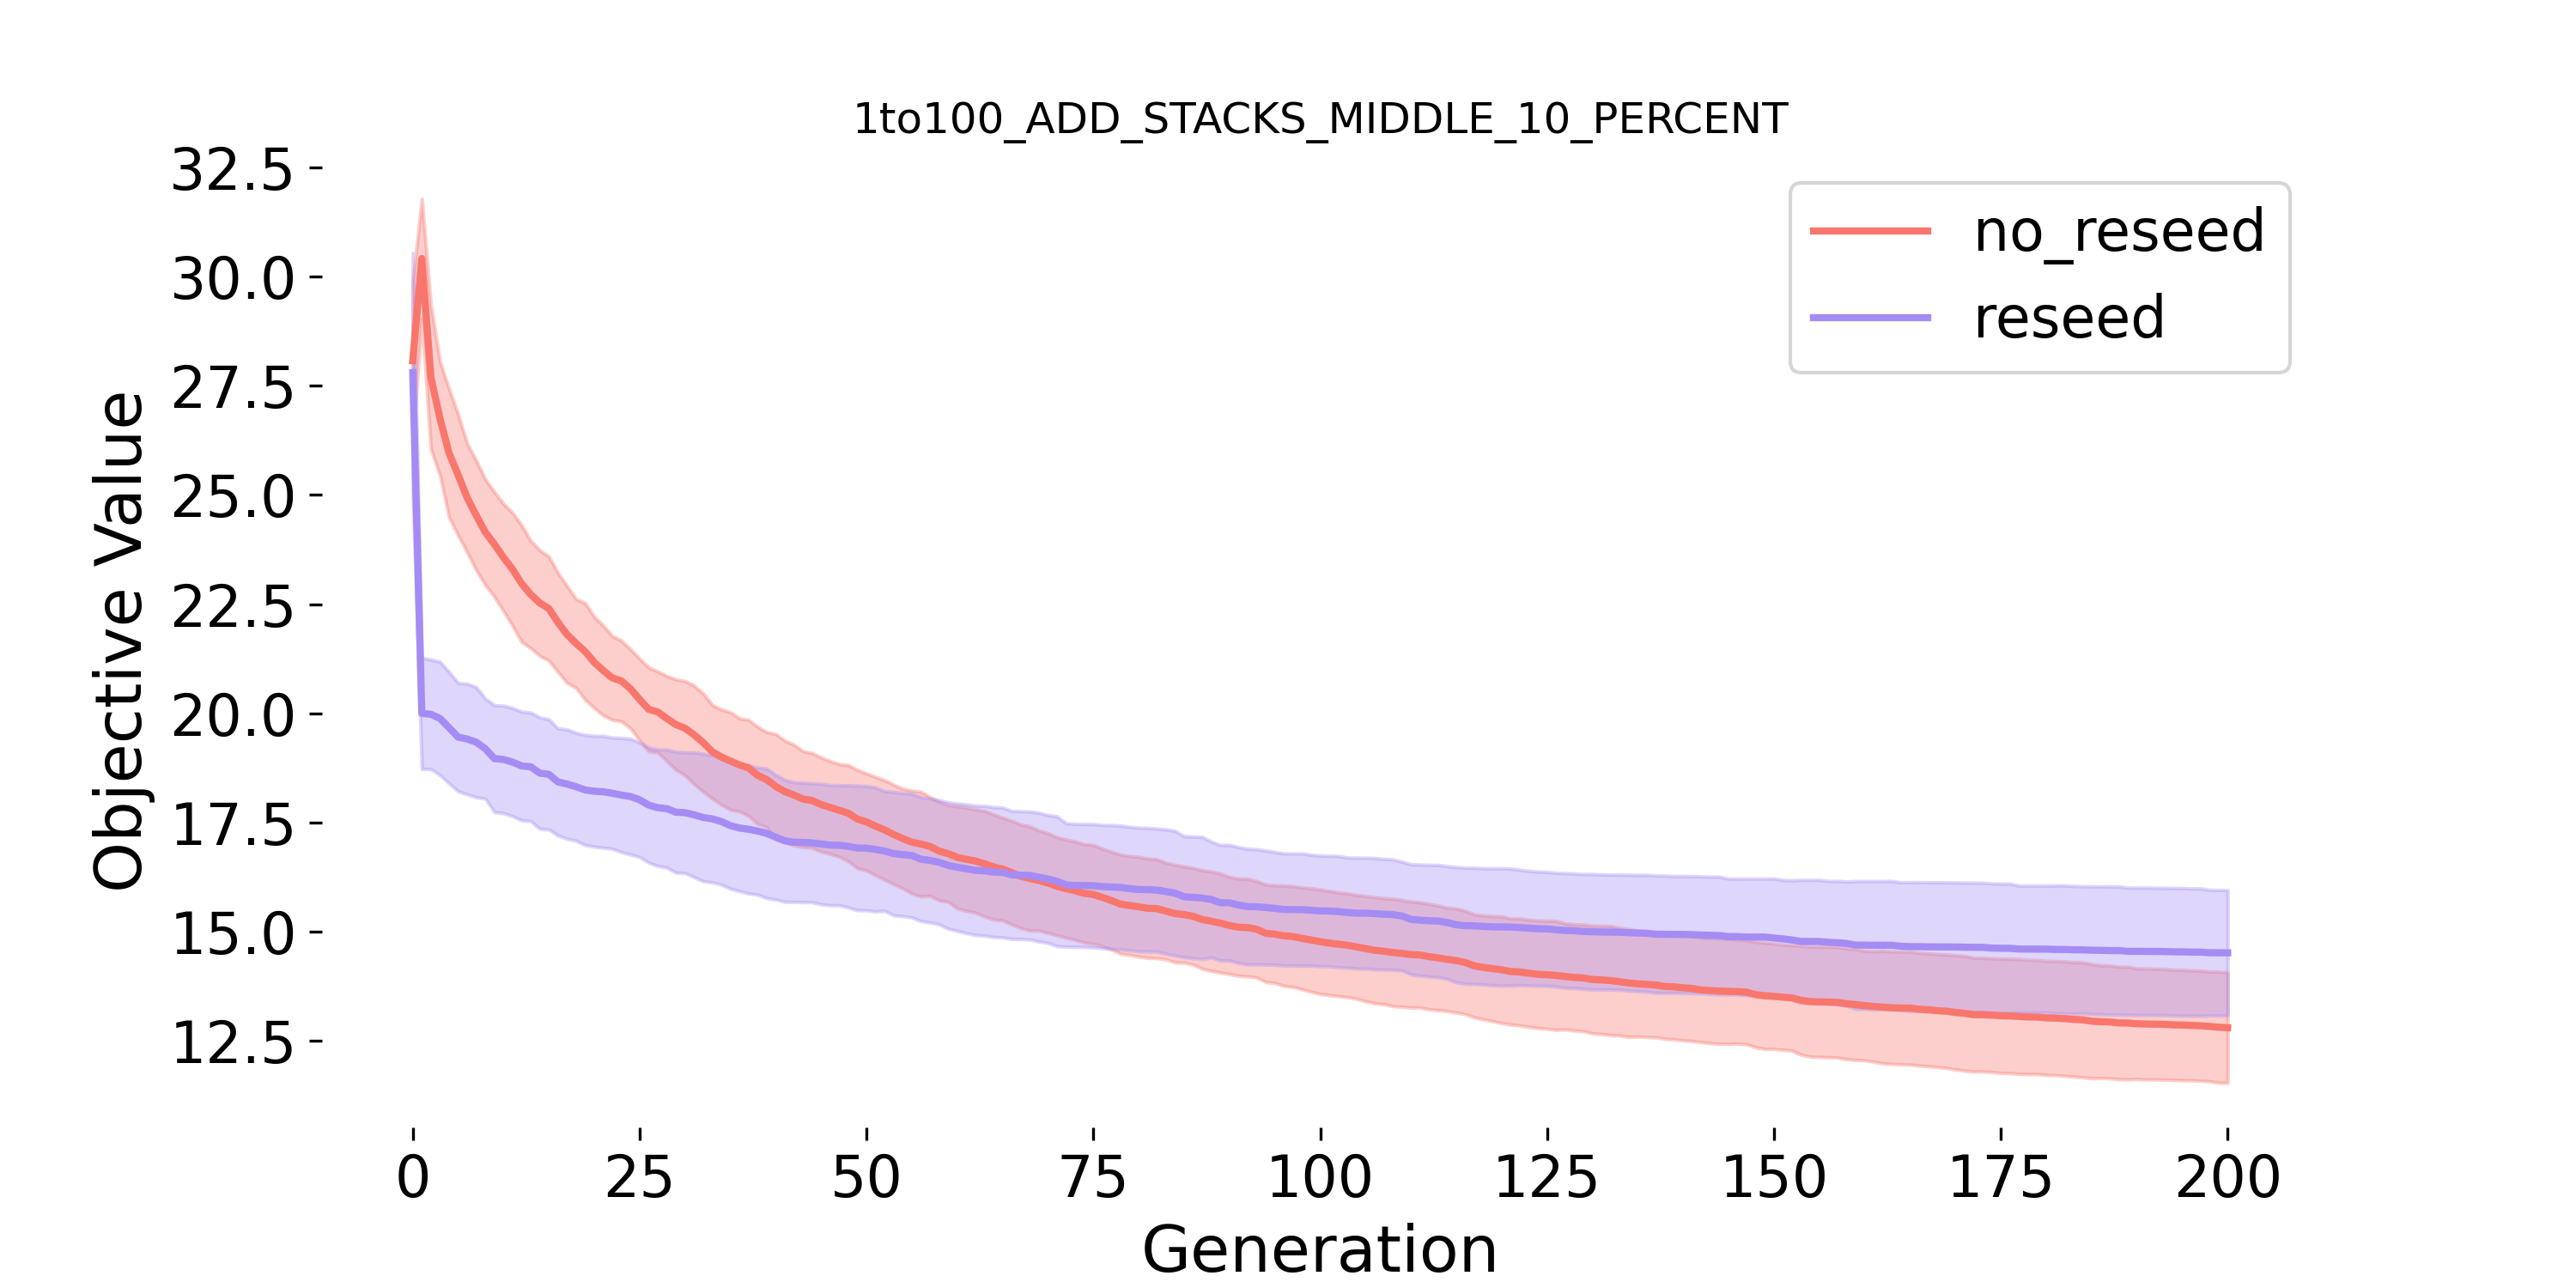 1to100_ADD_STACKS_MIDDLE_10_PERCENT
32.5
30.0
27.5
25.0
22.5
20.0
17.5
15.0
12.5
Objective Value
no_reseed
reseed
0 25 50 75 100 125 150 175 200
Generation